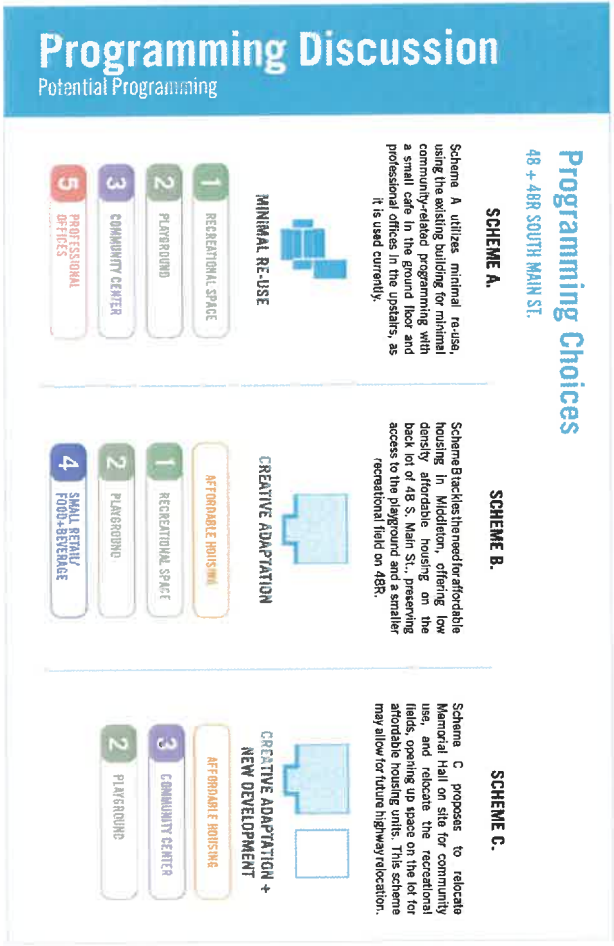 Programming Discussion
Potential Programming
Programming Choices
48 + 48R SOUTH MAIN ST.
SCHEME A.
Scheme A utilizes minimal re-use,
using the existing building for minimal
community-related programming with
a small cafe in the ground floor and
professional offices in the upstairs, as
it is used currently.
MINIMAL RE-USE
1 RECREATIONAL SPACE
2 PLAYGROUND
3 COMMUNITY CENTER
5 PROFESSIONAL
OFFICES
SCHEME B.
Scheme B tackles the need for affordable
housing in Middleton, offering low
density affordable housing on the
back lot of 48 S. Main St., preserving
access to the playground and a smaller
recreational field on 48R.
CREATIVE ADAPTATION
AFFORDABLE HOUSING
1 RECREATIONAL SPACE
2 PLAYGROUND
4 SMALL RETAIL/
FOOD+BEVERAGE
SCHEME C.
Scheme C proposes to relocate
Memorial Hall on site for community
use, and relocate the recreational
fields, opening up space on the lot for
affordable housing units. This scheme
may allow for future highway relocation.
CREATIVE ADAPTATION +
NEW DEVELOPMENT
AFFORDABLE HOUSING
3 COMMUNITY CENTER
2 PLAYGROUND